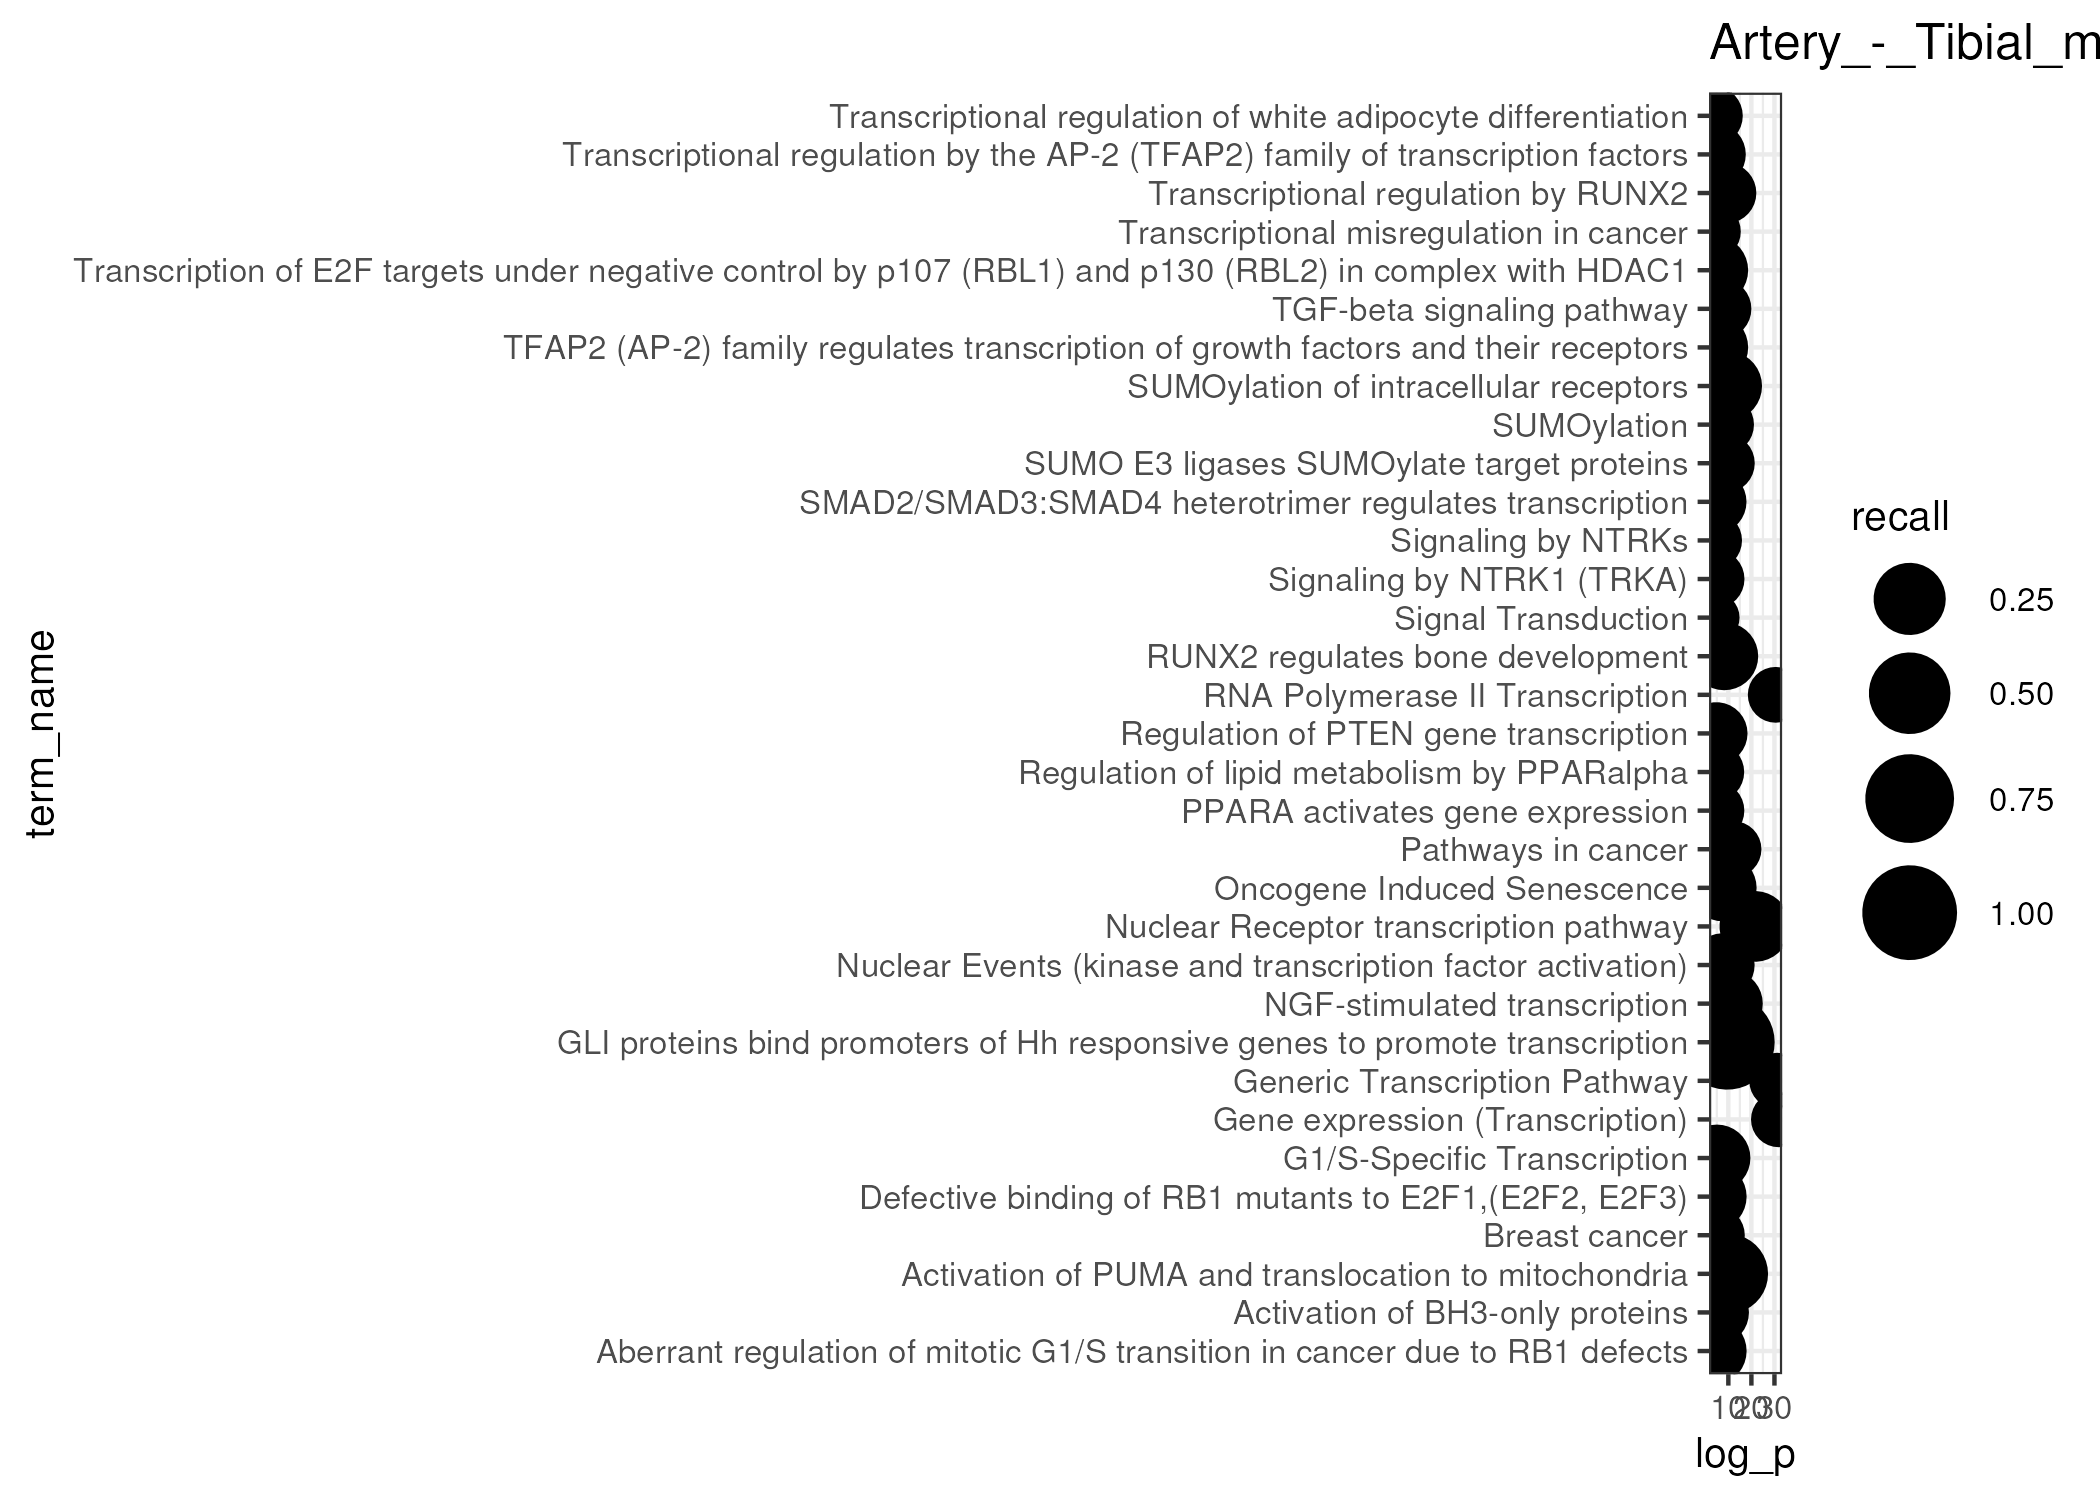 Artery_-_Tibial_m
Transcriptional regulation of white adipocyte differentiation
Transcriptional regulation by the AP-2 (TFAP2) family of transcription factors
Transcriptional regulation by RUNX2
Transcriptional misregulation in cancer
Transcription of E2F targets under negative control by p107 (RBL1) and p130 (RBL2) in complex with HDAC1
TGF-beta signaling pathway
TFAP2 (AP-2) family regulates transcription of growth factors and their receptors
SUMOylation of intracellular receptors
SUMOylation
SUMO E3 ligases SUMOylate target proteins
SMAD2/SMAD3:SMAD4 heterotrimer regulates transcription
Signaling by NTRKs
Signaling by NTRK1 (TRKA)
Signal Transduction
RUNX2 regulates bone development
RNA Polymerase II Transcription
Regulation of PTEN gene transcription
Regulation of lipid metabolism by PPARalpha
PPARA activates gene expression
Pathways in cancer
Oncogene Induced Senescence
Nuclear Receptor transcription pathway
Nuclear Events (kinase and transcription factor activation)
NGF-stimulated transcription
GLI proteins bind promoters of Hh responsive genes to promote transcription
Generic Transcription Pathway
Gene expression (Transcription)
G1/S-Specific Transcription
Defective binding of RB1 mutants to E2F1,(E2F2, E2F3)
Breast cancer
Activation of PUMA and translocation to mitochondria
Activation of BH3-only proteins
Aberrant regulation of mitotic G1/S transition in cancer due to RB1 defects
term_name
10 20 30
log_p
recall
0.25
0.50
0.75
1.00